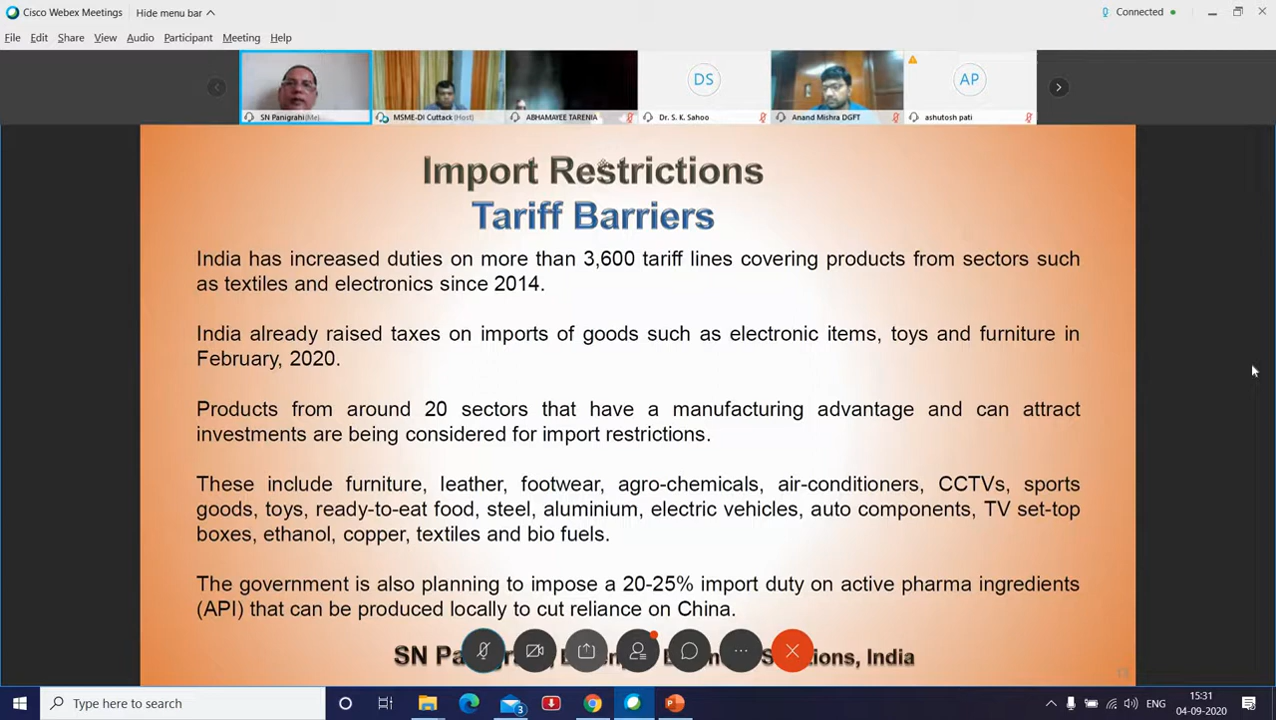 Cisco Webex Meetings Hide menu bar Connected
File Edit Share View Audio Participant Meeting Help
DS AP
SN Panigrahi (Me) MSME-DI Cuttack (Host) ABHAMAYEE TARENIA Dr. S. K. Sahoo Anand Mishra DGFT ashutosh pati
Import Restrictions
Tariff Barriers
India has increased duties on more than 3,600 tariff lines covering products from sectors such
as textiles and electronics since 2014.
India already raised taxes on imports of goods such as electronic items, toys and furniture in
February, 2020.
Products from around 20 sectors that have a manufacturing advantage and can attract
investments are being considered for import restrictions.
These include furniture, leather, footwear, agro-chemicals, air-conditioners, CCTVs, sports
goods, toys, ready-to-eat food, steel, aluminium, electric vehicles, auto components, TV set-top
boxes, ethanol, copper, textiles and bio fuels.
The government is also planning to impose a 20-25% import duty on active pharma ingredients
(API) that can be produced locally to cut reliance on China.
SN India
Type here to search 3 ENG 15:31
04-09-2020